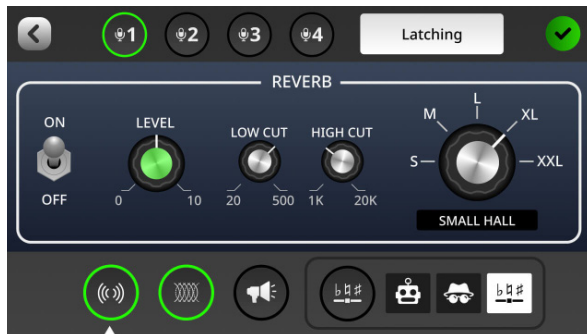 1 2 3 4 Latching
REVERB
ON
OFF
LEVEL
0 10
LOW CUT
20 500
HIGH CUT
1K 20K
S M L XL XXL
SMALL HALL
♭♮♯ ♭♮♯